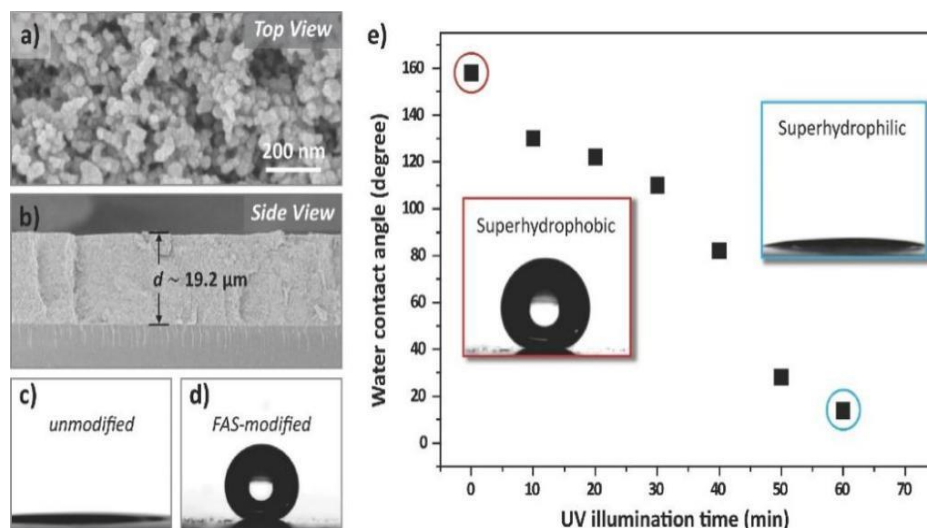 a)
Top View
200 nm
b)
Side View
d ~ 19.2 µm
c)
unmodified
d)
FAS-modified
e)
Water contact angle (degree)
160
140
120
100
80
60
40
20
0
Superhydrophobic
Superhydrophilic
0 10 20 30 40 50 60 70
UV illumination time (min)